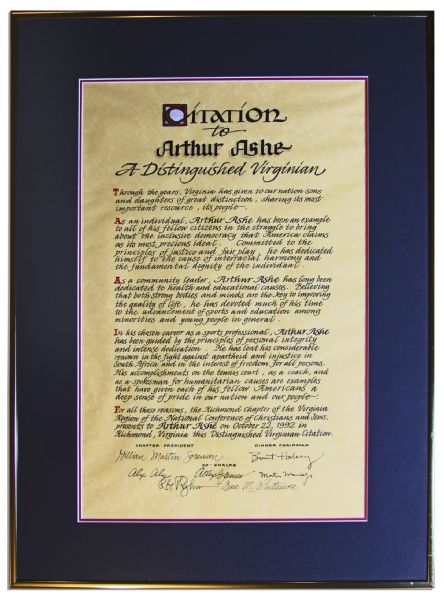 Citation
to
Arthur Ashe
A Distinguished Virginian
Through the years, Virginia has given to our nation sons
and daughters of great distinction, sharing its most
important resource, its people.
As an individual, Arthur Ashe has been an example
to all of his fellow citizens in the struggle to bring
about the inclusive democracy that America claims
as its most precious ideal. Committed to the
principles of justice and fair play, he has dedicated
himself to the cause of interracial harmony and
the fundamental dignity of the individual.
As a community leader, Arthur Ashe has long been
dedicated to health and educational causes. Believing
that both strong bodies and minds are the key to improving
the quality of life, he has devoted much of his time
to the advancement of sports and education among
minorities and young people in general.
In his chosen career as a sports professional, Arthur Ashe
has been guided by the principles of personal integrity
and intense dedication. He has lent his considerable
renown in the fight against apartheid and injustice in
South Africa and in the interest of freedom for all persons.
His accomplishments on the tennis court, as a coach, and
as a spokesman for humanitarian causes are examples
that have given each of his fellow Americans a
deep sense of pride in our nation and our people.
For all these reasons, the Richmond Chapter of the Virginia
Region of the National Conference of Christians and Jews,
presents to Arthur Ashe on October 22, 1992 in
Richmond, Virginia this Distinguished Virginian Citation.
CHAPTER PRESIDENT DINNER CHAIRMAN
William Martin
CO-CHAIRS